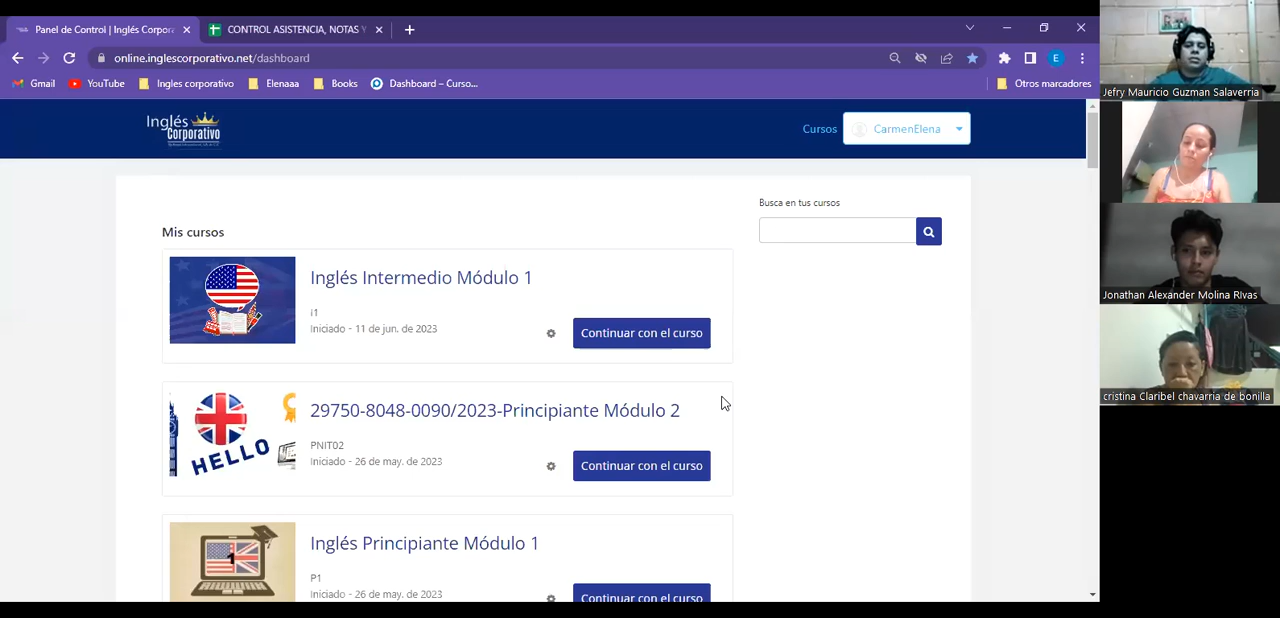 Panel de Control | Inglés Corpor
CONTROL ASISTENCIA, NOTAS Y
online.inglescorporativo.net/dashboard
E
Gmail
YouTube
Ingles corporativo
Elenaaa
Books
Dashboard – Curso...
Otros marcadores
Inglés
Corporativo
Cursos
CarmenElena
Mis cursos
Busca en tus cursos
Inglés Intermedio Módulo 1
i1
Iniciado - 11 de jun. de 2023
Continuar con el curso
29750-8048-0090/2023-Principiante Módulo 2
HELLO
PNIT02
Iniciado - 26 de may. de 2023
Continuar con el curso
Inglés Principiante Módulo 1
1
P1
Iniciado - 26 de may. de 2023
Continuar con el curso
Jefry Mauricio Guzman Salaverria
Jonathan Alexander Molina Rivas
cristina Claribel chavarria de bonilla